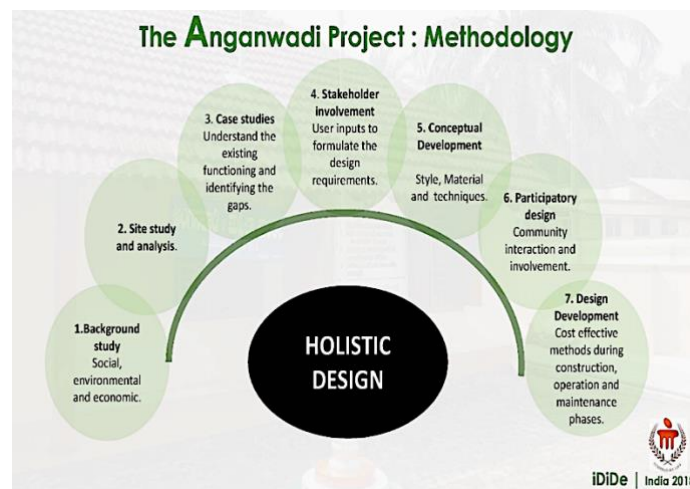 The Anganwadi Project : Methodology
1.Background
study
Social,
environmental
and economic.
2. Site study
and analysis.
3. Case studies
Understand the
existing
functioning and
identifying the
gaps.
4. Stakeholder
involvement
User inputs to
formulate the
design
requirements.
5. Conceptual
Development
Style, Material
and techniques.
6. Participatory
design
Community
interaction and
involvement.
7. Design
Development
Cost effective
methods during
construction,
operation and
maintenance
phases.
HOLISTIC
DESIGN
iDiDe | India